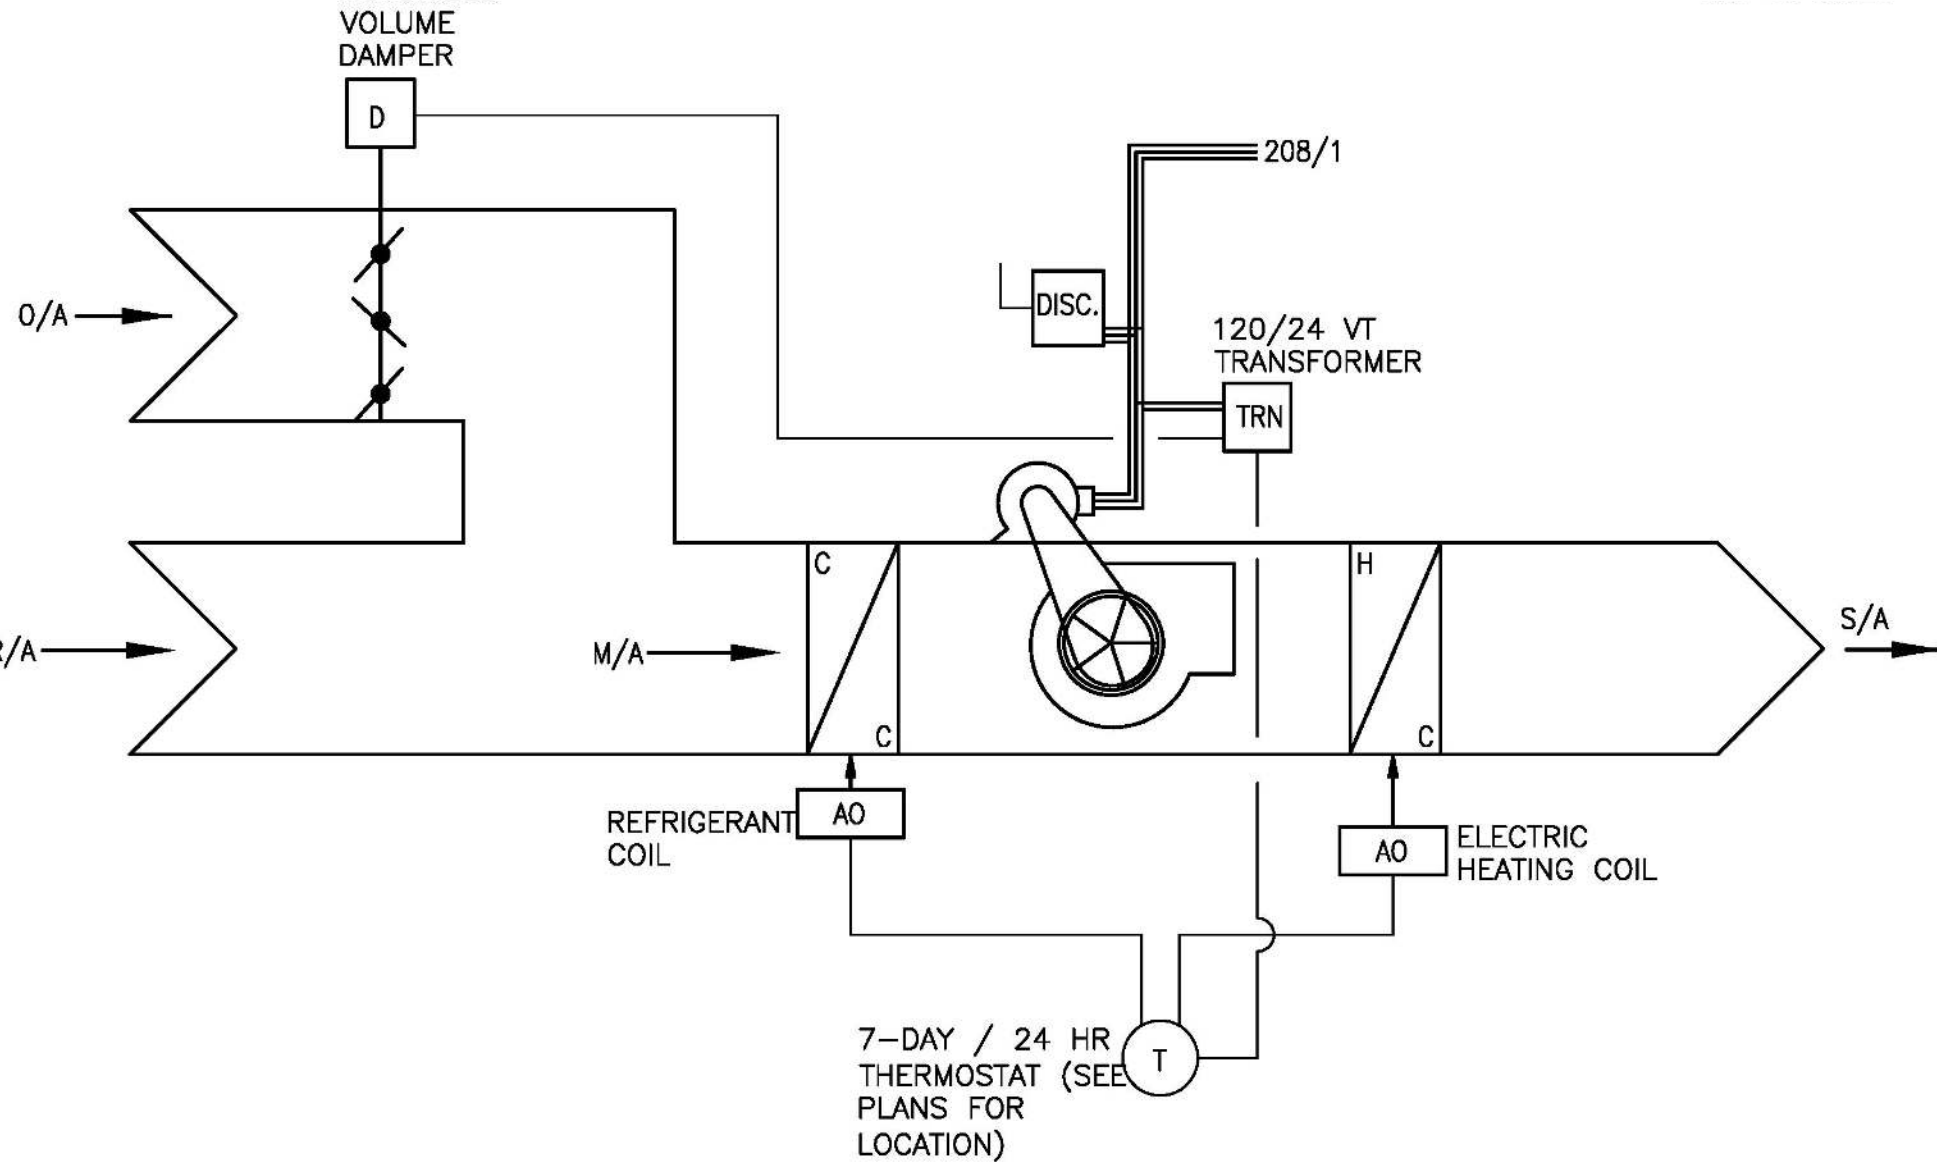 VOLUME
DAMPER
D
208/1
DISC.
O/A
120/24 VT
TRANSFORMER
TRN
C
H
S/A
R/A
M/A
C
C
REFRIGERANT
COIL
AO
AO
ELECTRIC
HEATING COIL
7-DAY / 24 HR
THERMOSTAT (SEE
PLANS FOR
LOCATION)
T